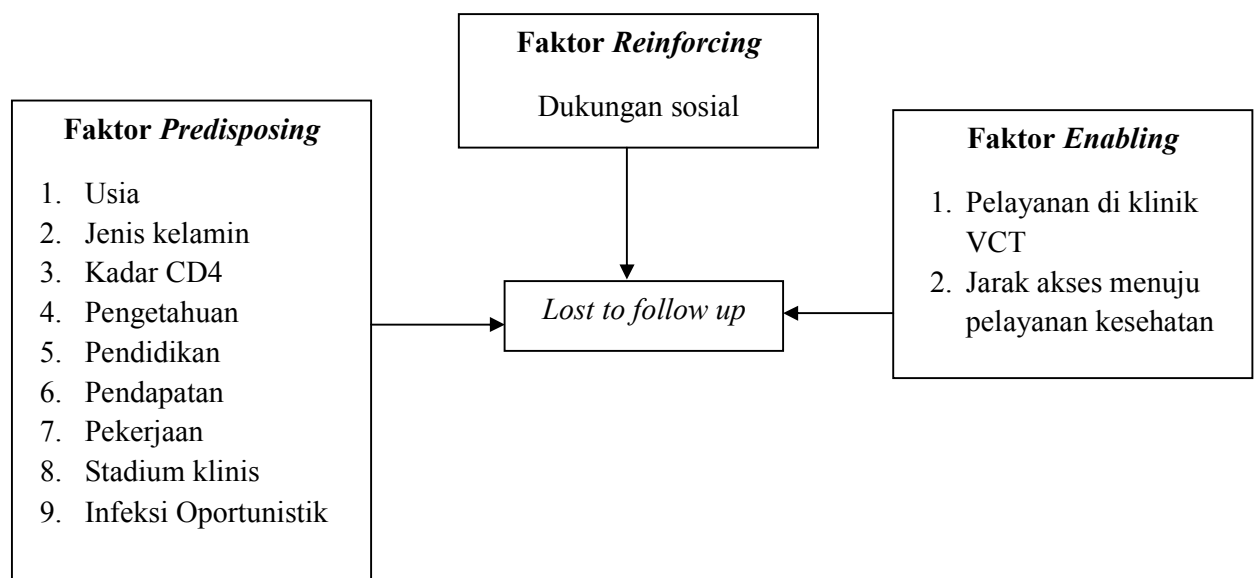 Faktor Reinforcing
Dukungan sosial
Faktor Predisposing
1. Usia
2. Jenis kelamin
3. Kadar CD4
4. Pengetahuan
5. Pendidikan
6. Pendapatan
7. Pekerjaan
8. Stadium klinis
9. Infeksi Oportunistik
Lost to follow up
Faktor Enabling
1. Pelayanan di klinik
VCT
2. Jarak akses menuju
pelayanan kesehatan